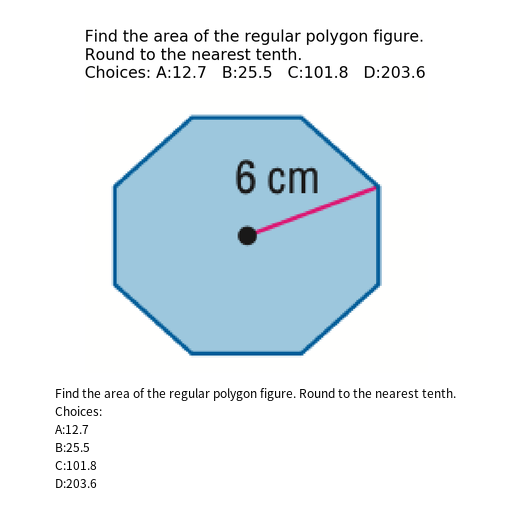 Find the area of the regular polygon figure.
Round to the nearest tenth.
Choices: A:12.7   B:25.5   C:101.8   D:203.6
6 cm
Find the area of the regular polygon figure. Round to the nearest tenth.
Choices:
A:12.7
B:25.5
C:101.8
D:203.6